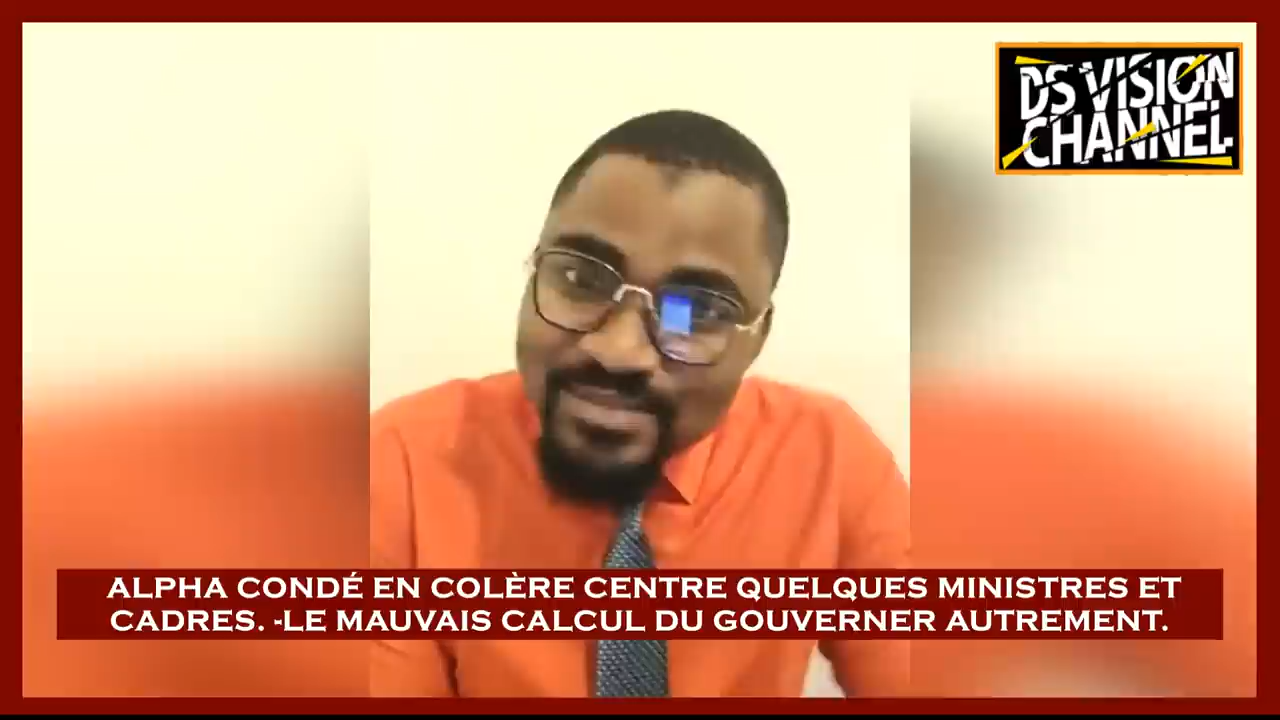 DS VISION
CHANNEL
ALPHA CONDÉ EN COLÈRE CENTRE QUELQUES MINISTRES ET
CADRES. -LE MAUVAIS CALCUL DU GOUVERNER AUTREMENT.